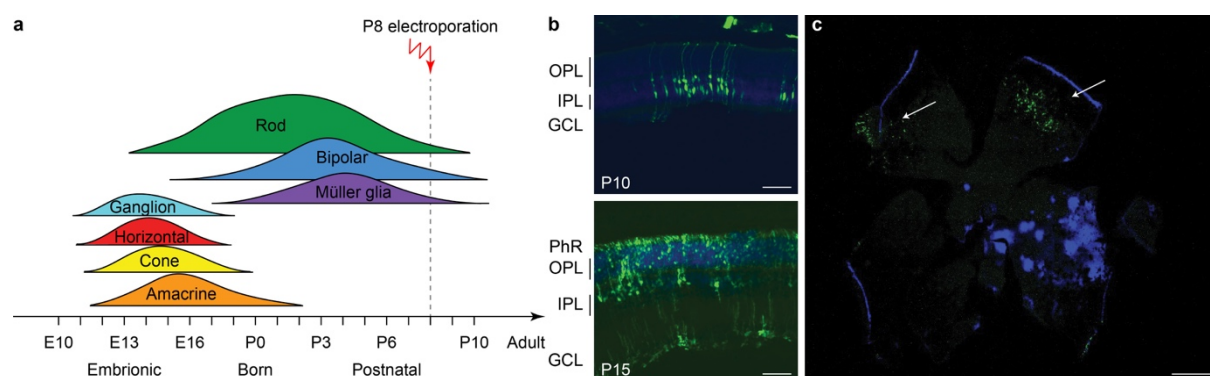 a
P8 electroporation
Rod
Bipolar
Müller glia
Ganglion
Horizontal
Cone
Amacrine
E10 E13 E16 P0 P3 P6 P10 Adult
Embrionic Born Postnatal
b
OPL
IPL
GCL
P10
PhR
OPL
IPL
GCL
P15
c